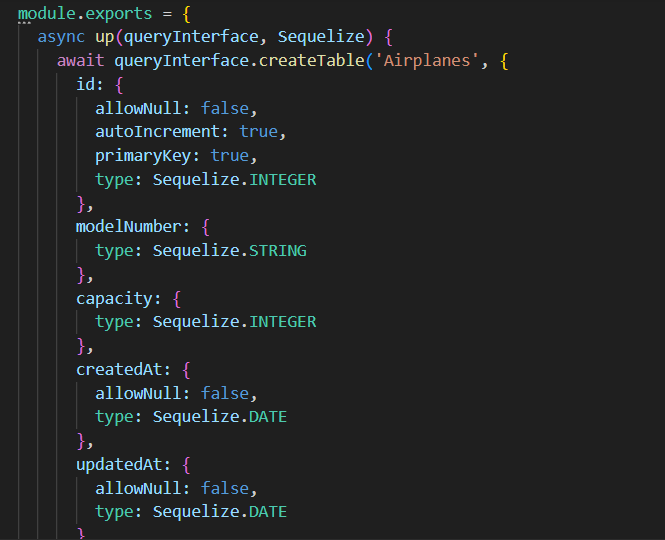 module.exports = {
async up(queryInterface, Sequelize) {
await queryInterface.createTable('Airplanes', {
id: {
allowNull: false,
autoIncrement: true,
primaryKey: true,
type: Sequelize.INTEGER
},
modelNumber: {
type: Sequelize.STRING
},
capacity: {
type: Sequelize.INTEGER
},
createdAt: {
allowNull: false,
type: Sequelize.DATE
},
updatedAt: {
allowNull: false,
type: Sequelize.DATE
}